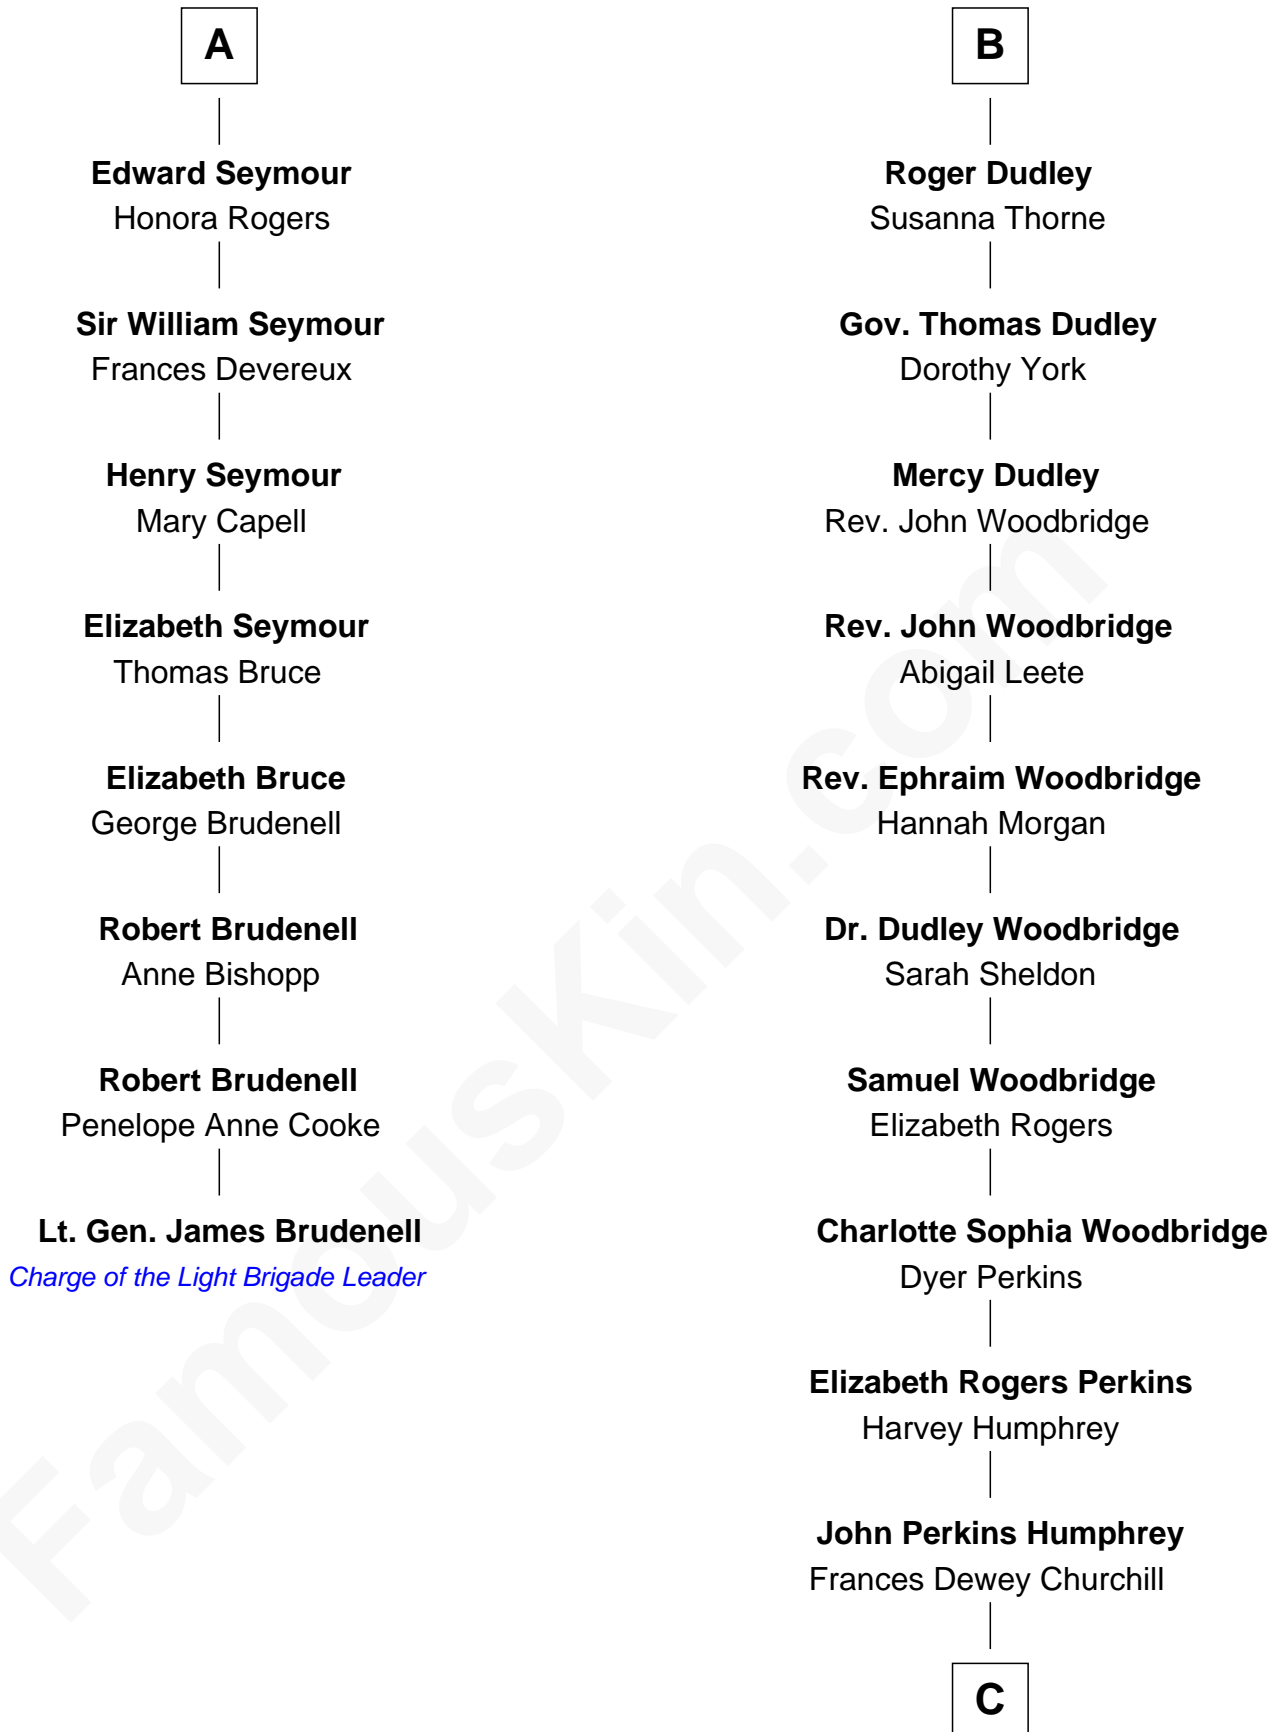 A
Edward Seymour
Honora Rogers
Sir William Seymour
Frances Devereux
Henry Seymour
Mary Capell
Elizabeth Seymour
Thomas Bruce
Elizabeth Bruce
George Brudenell
Robert Brudenell
Anne Bishopp
Robert Brudenell
Penelope Anne Cooke
Lt. Gen. James Brudenell
Charge of the Light Brigade Leader
B
Roger Dudley
Susanna Thorne
Gov. Thomas Dudley
Dorothy York
Mercy Dudley
Rev. John Woodbridge
Rev. John Woodbridge
Abigail Leete
Rev. Ephraim Woodbridge
Hannah Morgan
Dr. Dudley Woodbridge
Sarah Sheldon
Samuel Woodbridge
Elizabeth Rogers
Charlotte Sophia Woodbridge
Dyer Perkins
Elizabeth Rogers Perkins
Harvey Humphrey
John Perkins Humphrey
Frances Dewey Churchill
C
FamousKin.com